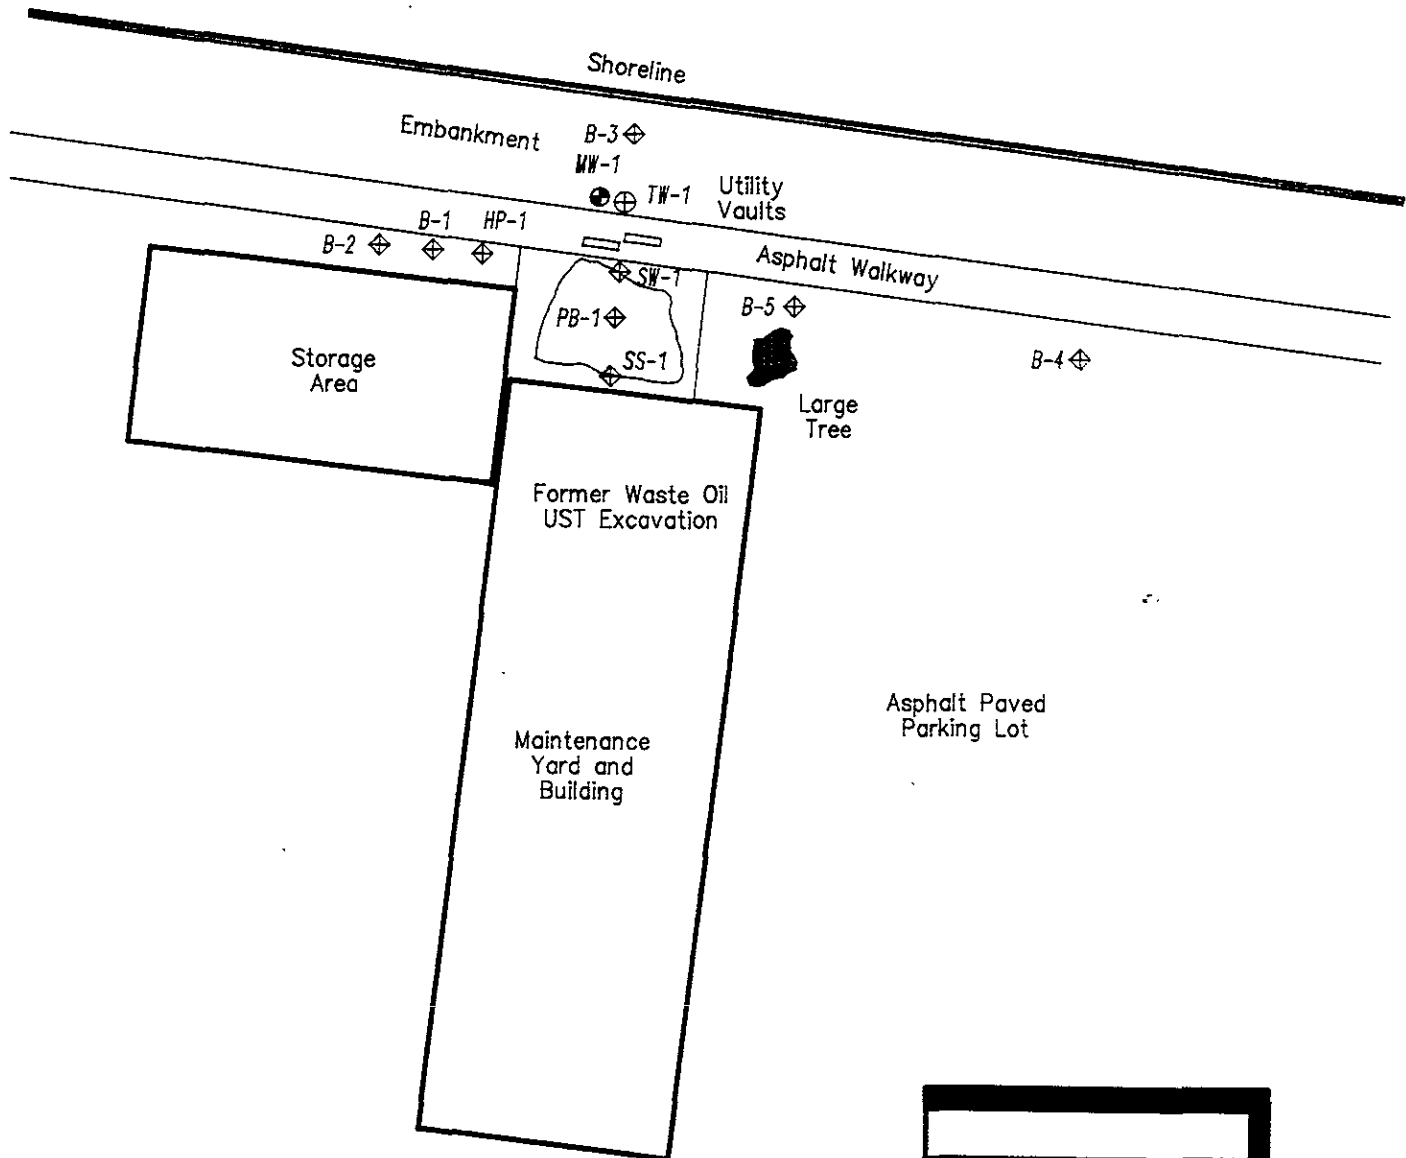 Shoreline
Embankment
B-3
MW-1
TW-1
Utility
Vaults
B-1
HP-1
B-2
Asphalt Walkway
SW-1
B-5
PB-1
Storage
Area
SS-1
B-4
Large
Tree
Former Waste Oil
UST Excavation
Asphalt Paved
Parking Lot
Maintenance
Yard and
Building